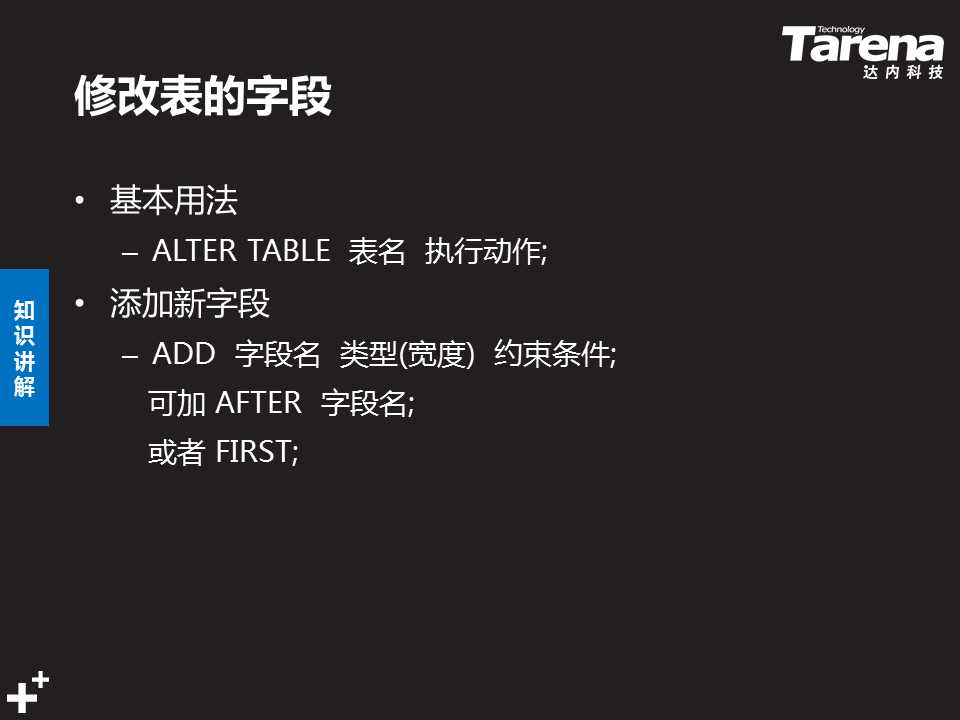 Technology
Tarena
达内科技
修改表的字段
• 基本用法
– ALTER TABLE 表名 执行动作;
• 添加新字段
– ADD 字段名 类型(宽度) 约束条件;
可加 AFTER 字段名;
或者 FIRST;
知
识
讲
解